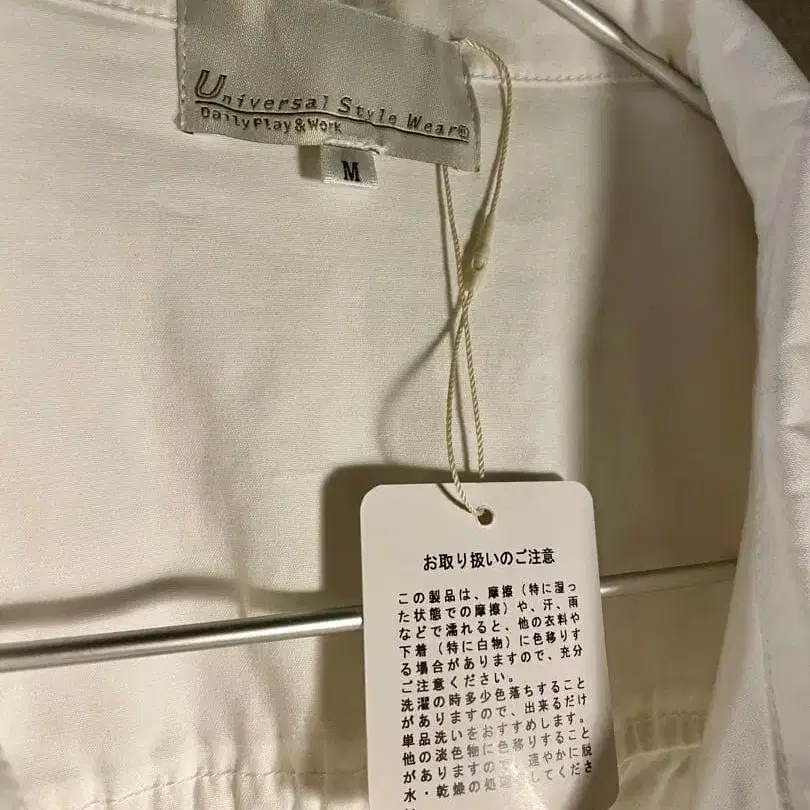 Universal Style Wear®
Daily Play & Work
M
お取り扱いのご注意
この製品は、摩擦（特に湿っ
た状態での摩擦）や、汗、雨
などで濡れると、他の衣料や
下着（特に白物）に色移りす
る場合がありますので、充分
ご注意ください。
洗濯の時多少色落ちすること
がありますので、出来るだけ
単品洗いをおすすめします。
他の淡色物に色移りすること
がありますので、速やかに脱
水・乾燥の処理をしてくださ